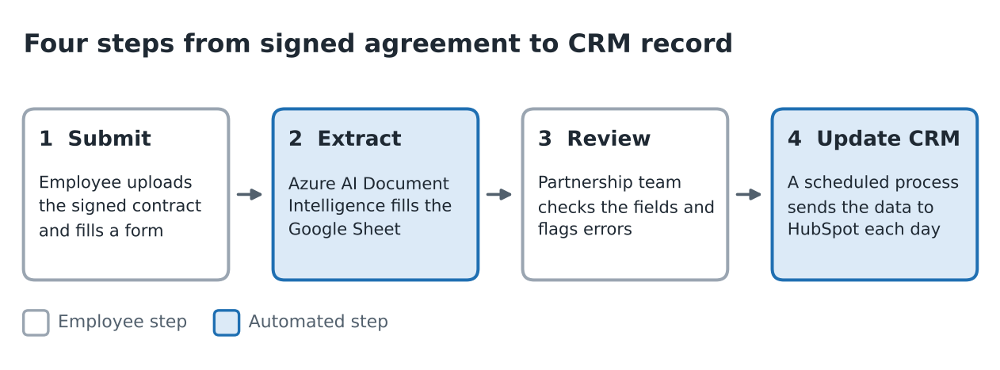 Four steps from signed agreement to CRM record
1 Submit
Employee uploads
the signed contract
and fills a form
2 Extract
Azure AI Document
Intelligence fills the
Google Sheet
3 Review
Partnership team
checks the fields and
flags errors
4 Update CRM
A scheduled process
sends the data to
HubSpot each day
Employee step
Automated step